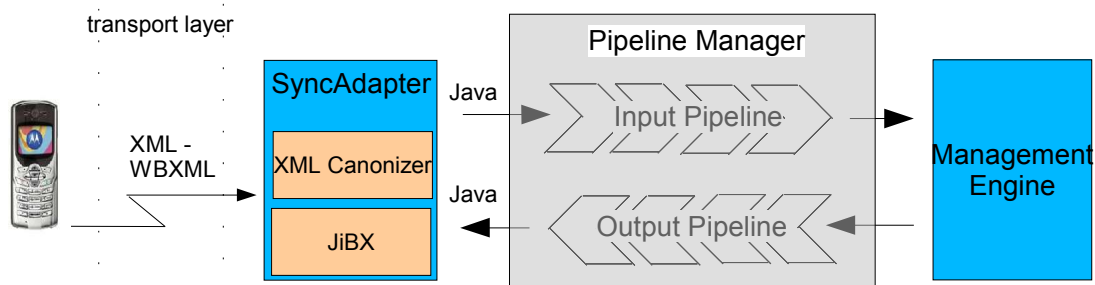 transport layer
Pipeline Manager
SyncAdapter
Java
Input Pipeline
XML -
WBXML
XML Canonizer
Management
Engine
Java
Output Pipeline
JiBX